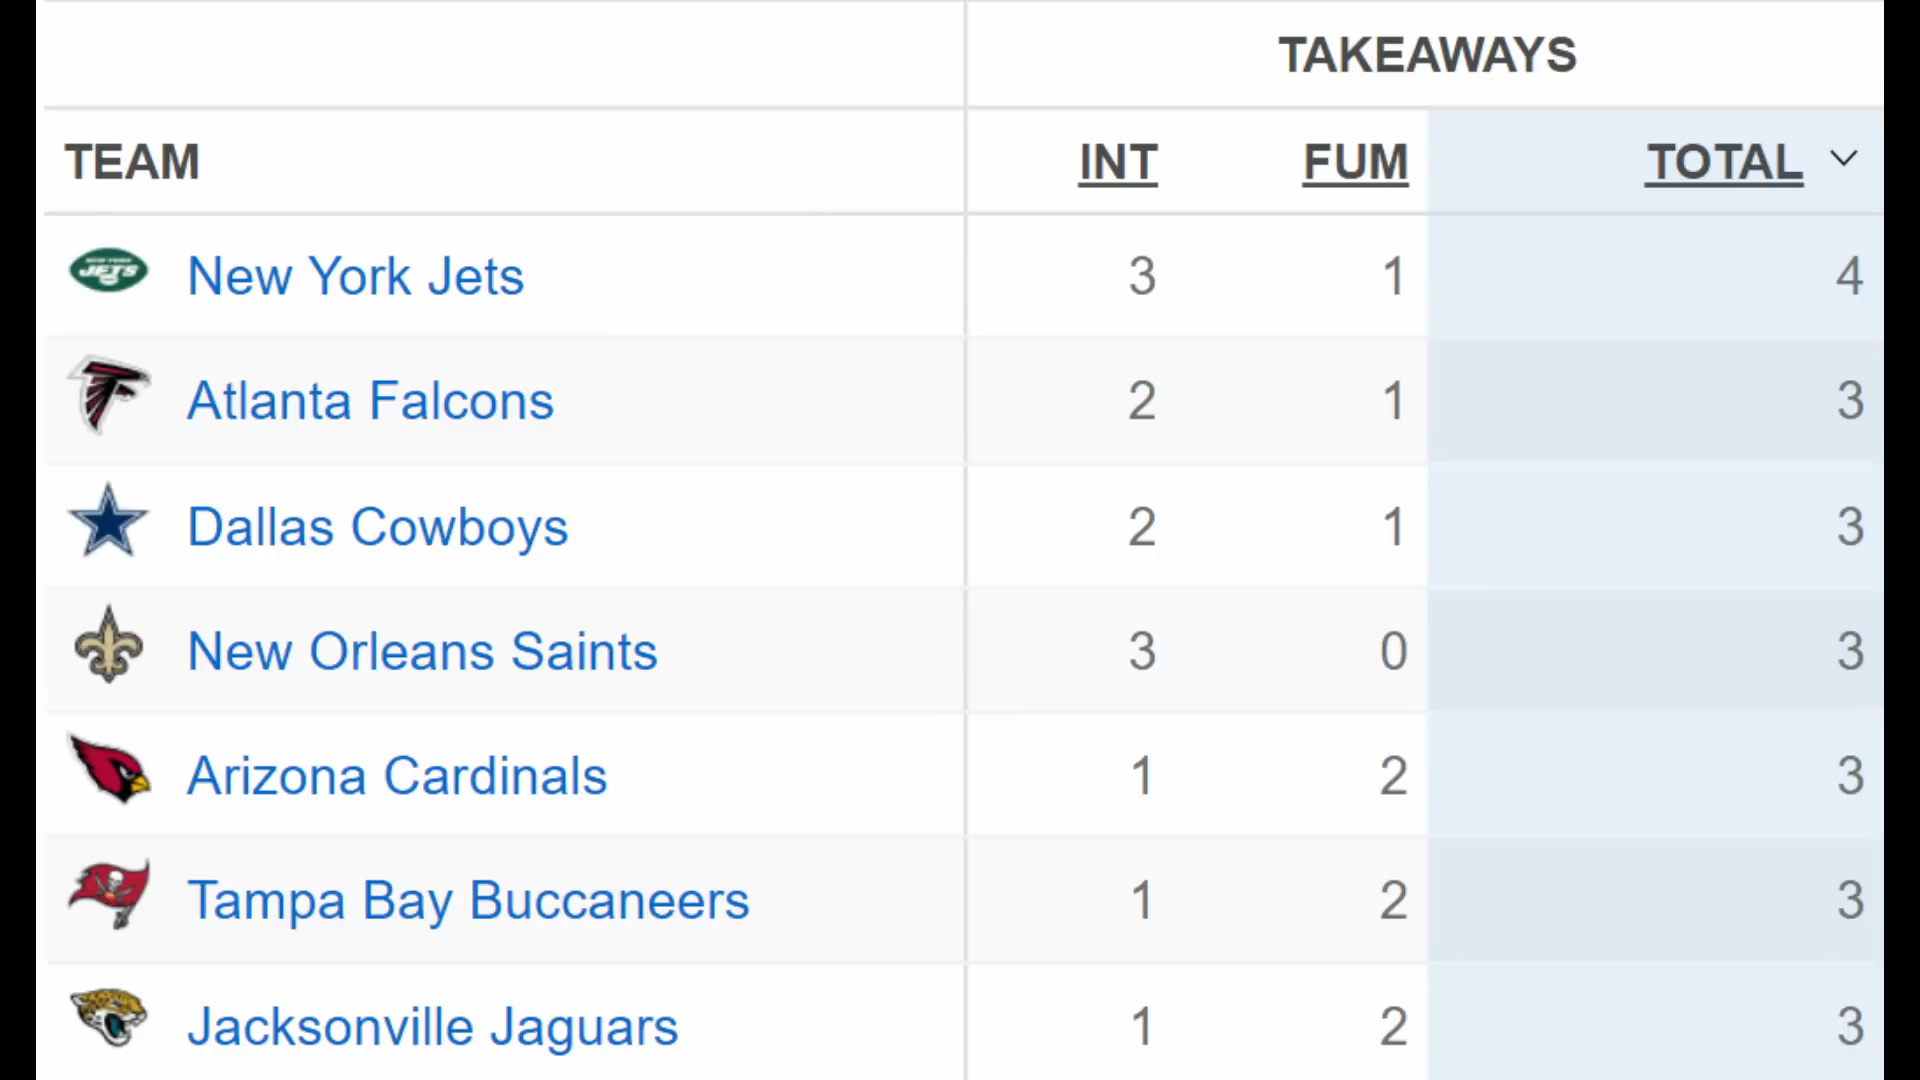 TAKEAWAYS
TEAM INT FUM TOTAL
JETS New York Jets 3 1 4
Atlanta Falcons 2 1 3
Dallas Cowboys 2 1 3
New Orleans Saints 3 0 3
Arizona Cardinals 1 2 3
Tampa Bay Buccaneers 1 2 3
Jacksonville Jaguars 1 2 3